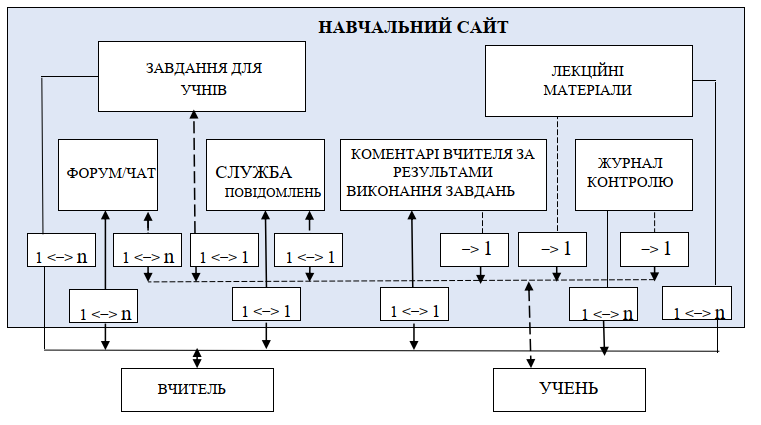 НАВЧАЛЬНИЙ САЙТ
ЗАВДАННЯ ДЛЯ
УЧНІВ
ЛЕКЦІЙНІ
МАТЕРІАЛИ
ФОРУМ/ЧАТ
СЛУЖБА
ПОВІДОМЛЕНЬ
КОМЕНТАРІ ВЧИТЕЛЯ ЗА
РЕЗУЛЬТАМИ
ВИКОНАННЯ ЗАВДАНЬ
ЖУРНАЛ
КОНТРОЛЮ
1 <–> n
1 <–> n
1 <–> 1
1 <–> 1
–> 1
–> 1
–> 1
1 <–> n
1 <–> 1
1 <–> 1
1 <–> n
1 <–> n
ВЧИТЕЛЬ
УЧЕНЬ